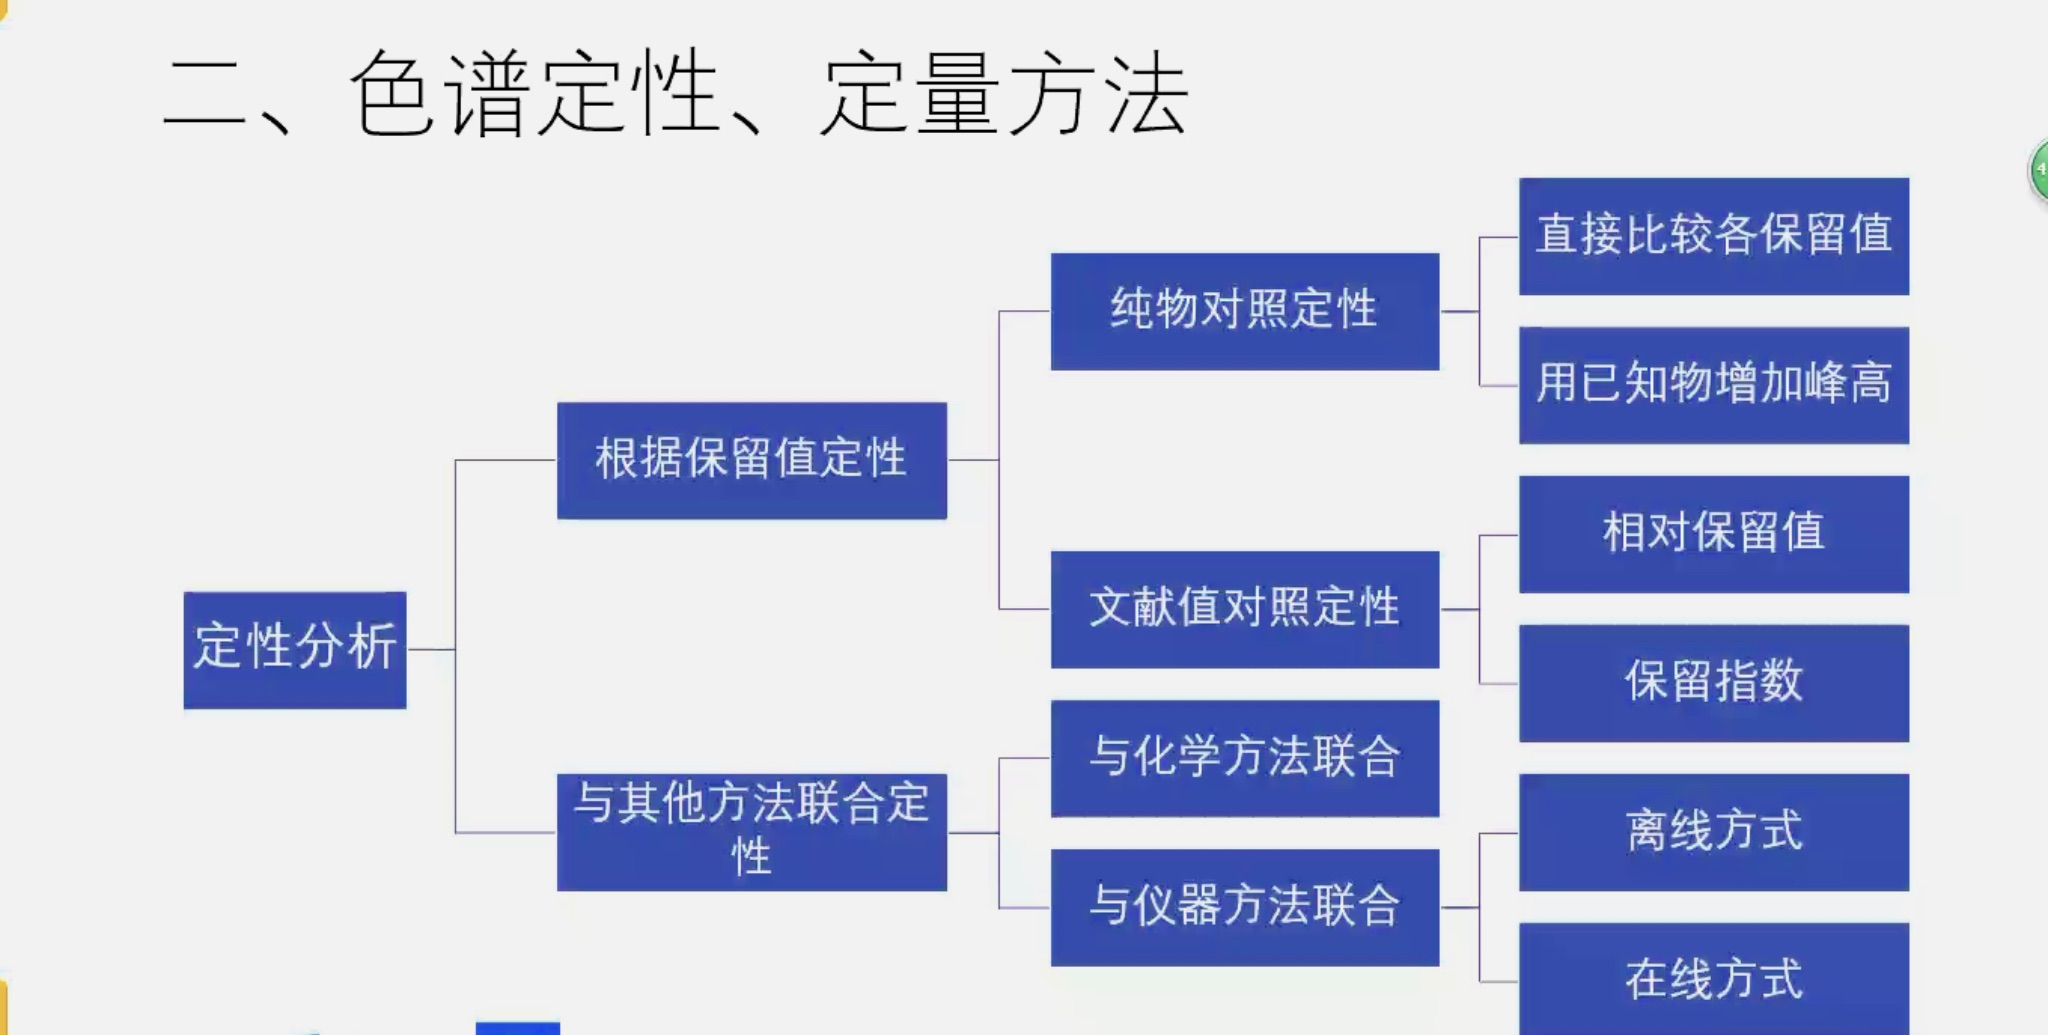 二、色谱定性、定量方法
定性分析
根据保留值定性
纯物对照定性
直接比较各保留值
用已知物增加峰高
文献值对照定性
相对保留值
保留指数
与其他方法联合定
性
与化学方法联合
与仪器方法联合
离线方式
在线方式
4